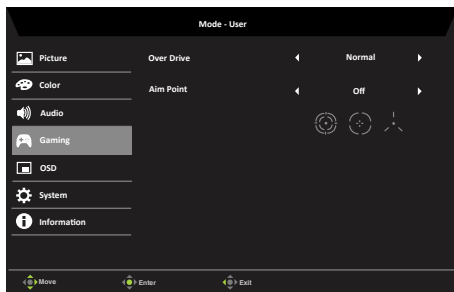 Mode - User
Picture
Over Drive Normal
Color
Aim Point Off
Audio
Gaming
OSD
System
Information
Move Enter Exit